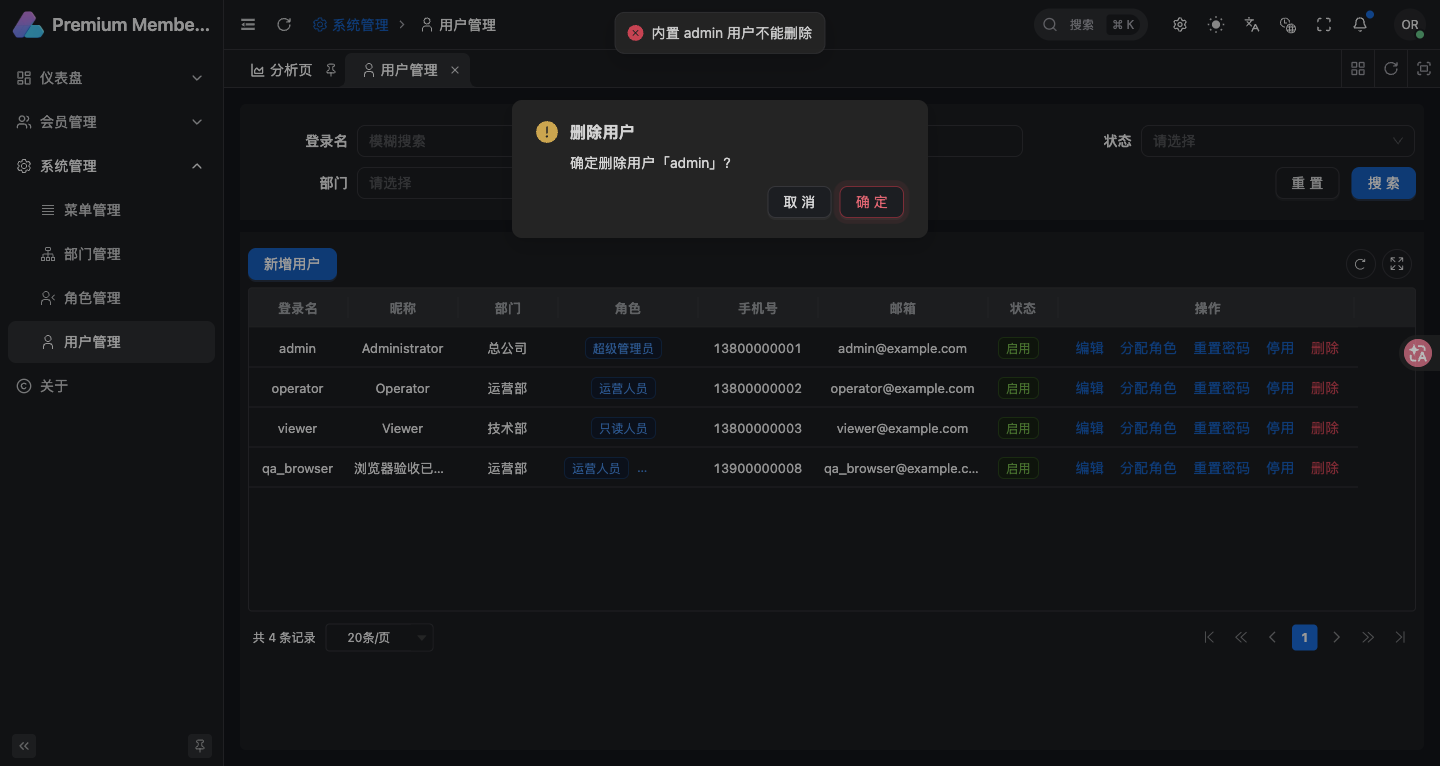 Premium Membe...
系统管理
用户管理
内置 admin 用户不能删除
搜索
⌘ K
OR
仪表盘
会员管理
系统管理
菜单管理
部门管理
角色管理
用户管理
关于
分析页
用户管理
删除用户
确定删除用户「admin」?
取 消
确 定
登录名
模糊搜索
状态
请选择
部门
请选择
重 置
搜 索
新增用户
登录名 昵称 部门 角色 手机号 邮箱 状态 操作
admin Administrator 总公司 超级管理员 13800000001 admin@example.com 启用 编辑 分配角色 重置密码 停用 删除
operator Operator 运营部 运营人员 13800000002 operator@example.com 启用 编辑 分配角色 重置密码 停用 删除
viewer Viewer 技术部 只读人员 13800000003 viewer@example.com 启用 编辑 分配角色 重置密码 停用 删除
qa_browser 浏览器验收已... 运营部 运营人员 ... 13900000008 qa_browser@example.c... 启用 编辑 分配角色 重置密码 停用 删除
共 4 条记录
20条/页
1